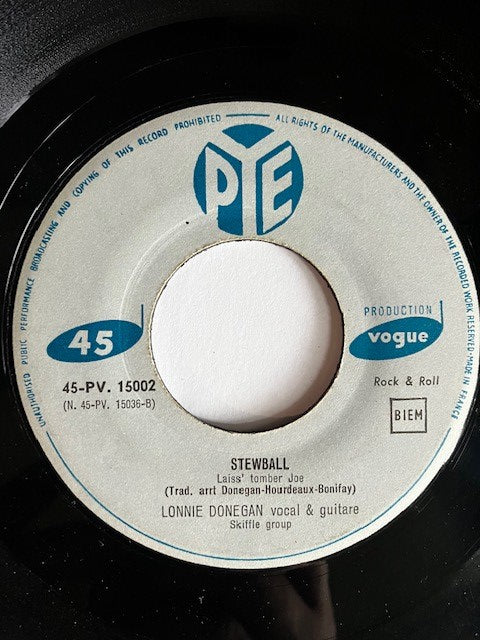 UNAUTHORISED PUBLIC PERFORMANCE BROADCASTING AND COPYING OF THIS RECORD PROHIBITED
ALL RIGHTS OF THE MANUFACTURERS AND THE OWNER OF THE RECORDED WORK RESERVED · MADE IN FRANCE
PYE
45
PRODUCTION
vogue
45-PV. 15002
(N. 45-PV. 15036-B)
Rock & Roll
BIEM
STEWBALL
Laiss' tomber Joe
(Trad. arrt Donegan-Hourdeaux-Bonifay)
LONNIE DONEGAN vocal & guitare
Skiffle group